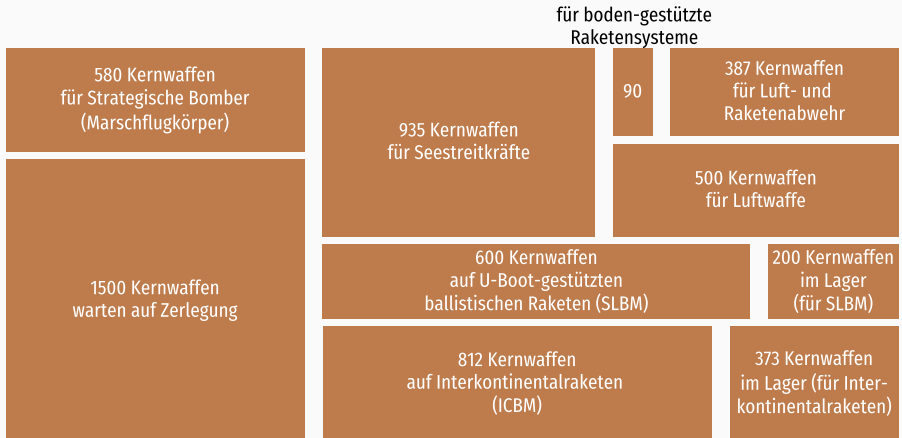 für boden-gestützte
Raketensysteme
580 Kernwaffen
für Strategische Bomber
(Marschflugkörper)
935 Kernwaffen
für Seestreitkräfte
90
387 Kernwaffen
für Luft- und
Raketenabwehr
500 Kernwaffen
für Luftwaffe
1500 Kernwaffen
warten auf Zerlegung
600 Kernwaffen
auf U-Boot-gestützten
ballistischen Raketen (SLBM)
200 Kernwaffen
im Lager
(für SLBM)
812 Kernwaffen
auf Interkontinentalraketen
(ICBM)
373 Kernwaffen
im Lager (für Inter-
kontinentalraketen)